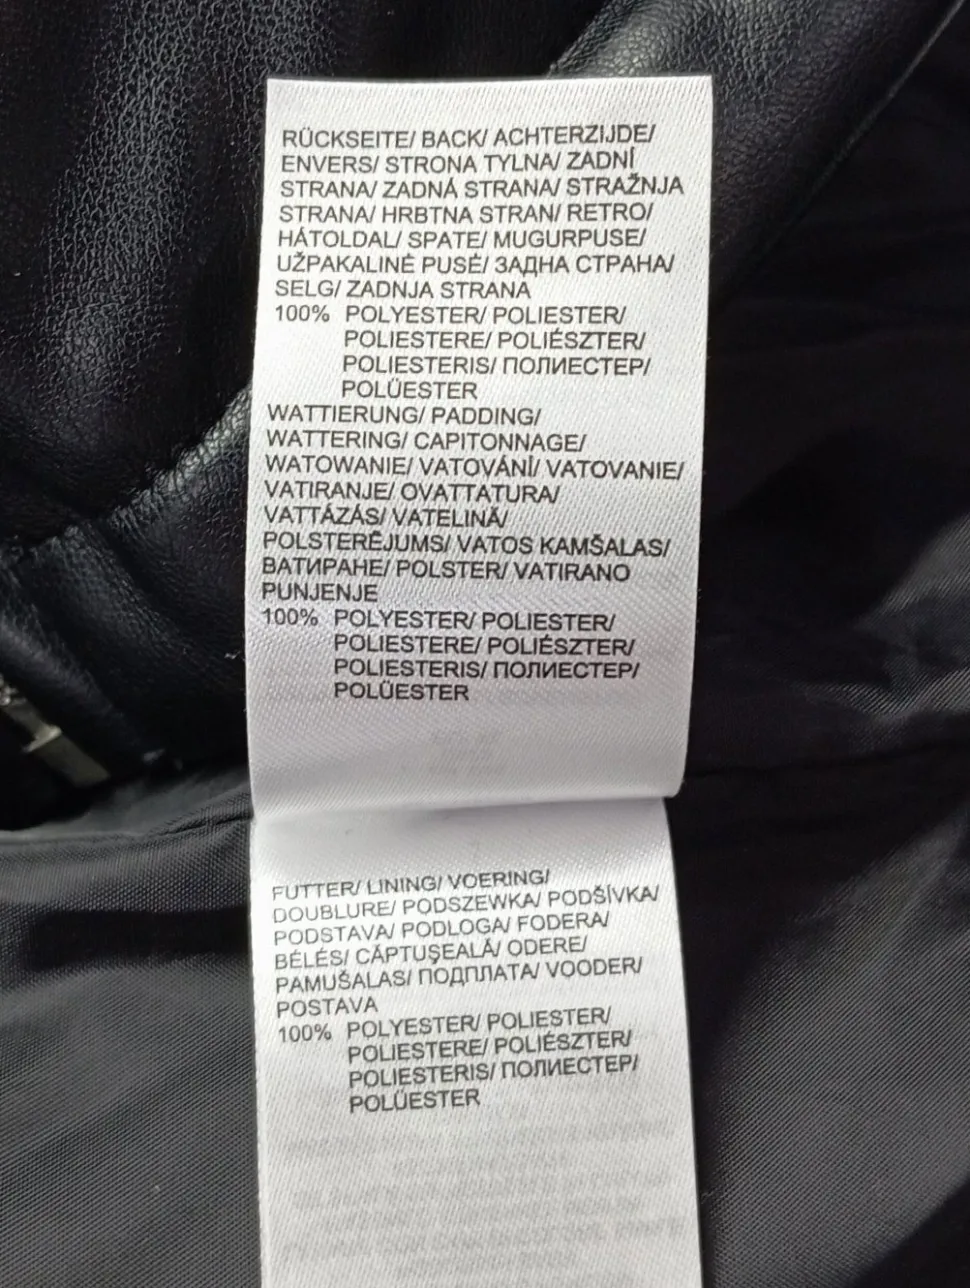 RÜCKSEITE/ BACK/ ACHTERZIJDE/
ENVERS/ STRONA TYLNA/ ZADNÍ
STRANA/ ZADNÁ STRANA/ STRAŽNJA
STRANA/ HRBTNA STRAN/ RETRO/
HÁTOLDAL/ SPATE/ MUGURPUSE/
UŽPAKALINĖ PUSĖ/ ЗАДНА СТРАНА/
SELG/ ZADNJA STRANA
100% POLYESTER/ POLIESTER/
POLIESTERE/ POLIÉSZTER/
POLIESTERIS/ ПОЛИЕСТЕР/
POLÜESTER
WATTIERUNG/ PADDING/
WATTERING/ CAPITONNAGE/
WATOWANIE/ VATOVÁNÍ/ VATOVANIE/
VATIRANJE/ OVATTATURA/
VATTÁZÁS/ VATELINĂ/
POLSTERĒJUMS/ VATOS KAMŠALAS/
ВАТИРАНЕ/ POLSTER/ VATIRANO
PUNJENJE
100% POLYESTER/ POLIESTER/
POLIESTERE/ POLIÉSZTER/
POLIESTERIS/ ПОЛИЕСТЕР/
POLÜESTER
FUTTER/ LINING/ VOERING/
DOUBLURE/ PODSZEWKA/ PODŠÍVKA/
PODSTAVA/ PODLOGA/ FODERA/
BÉLÉS/ CĂPTUŞEALĂ/ ODERE/
PAMUŠALAS/ ПОДПЛАТА/ VOODER/
POSTAVA
100% POLYESTER/ POLIESTER/
POLIESTERE/ POLIÉSZTER/
POLIESTERIS/ ПОЛИЕСТЕР/
POLÜESTER